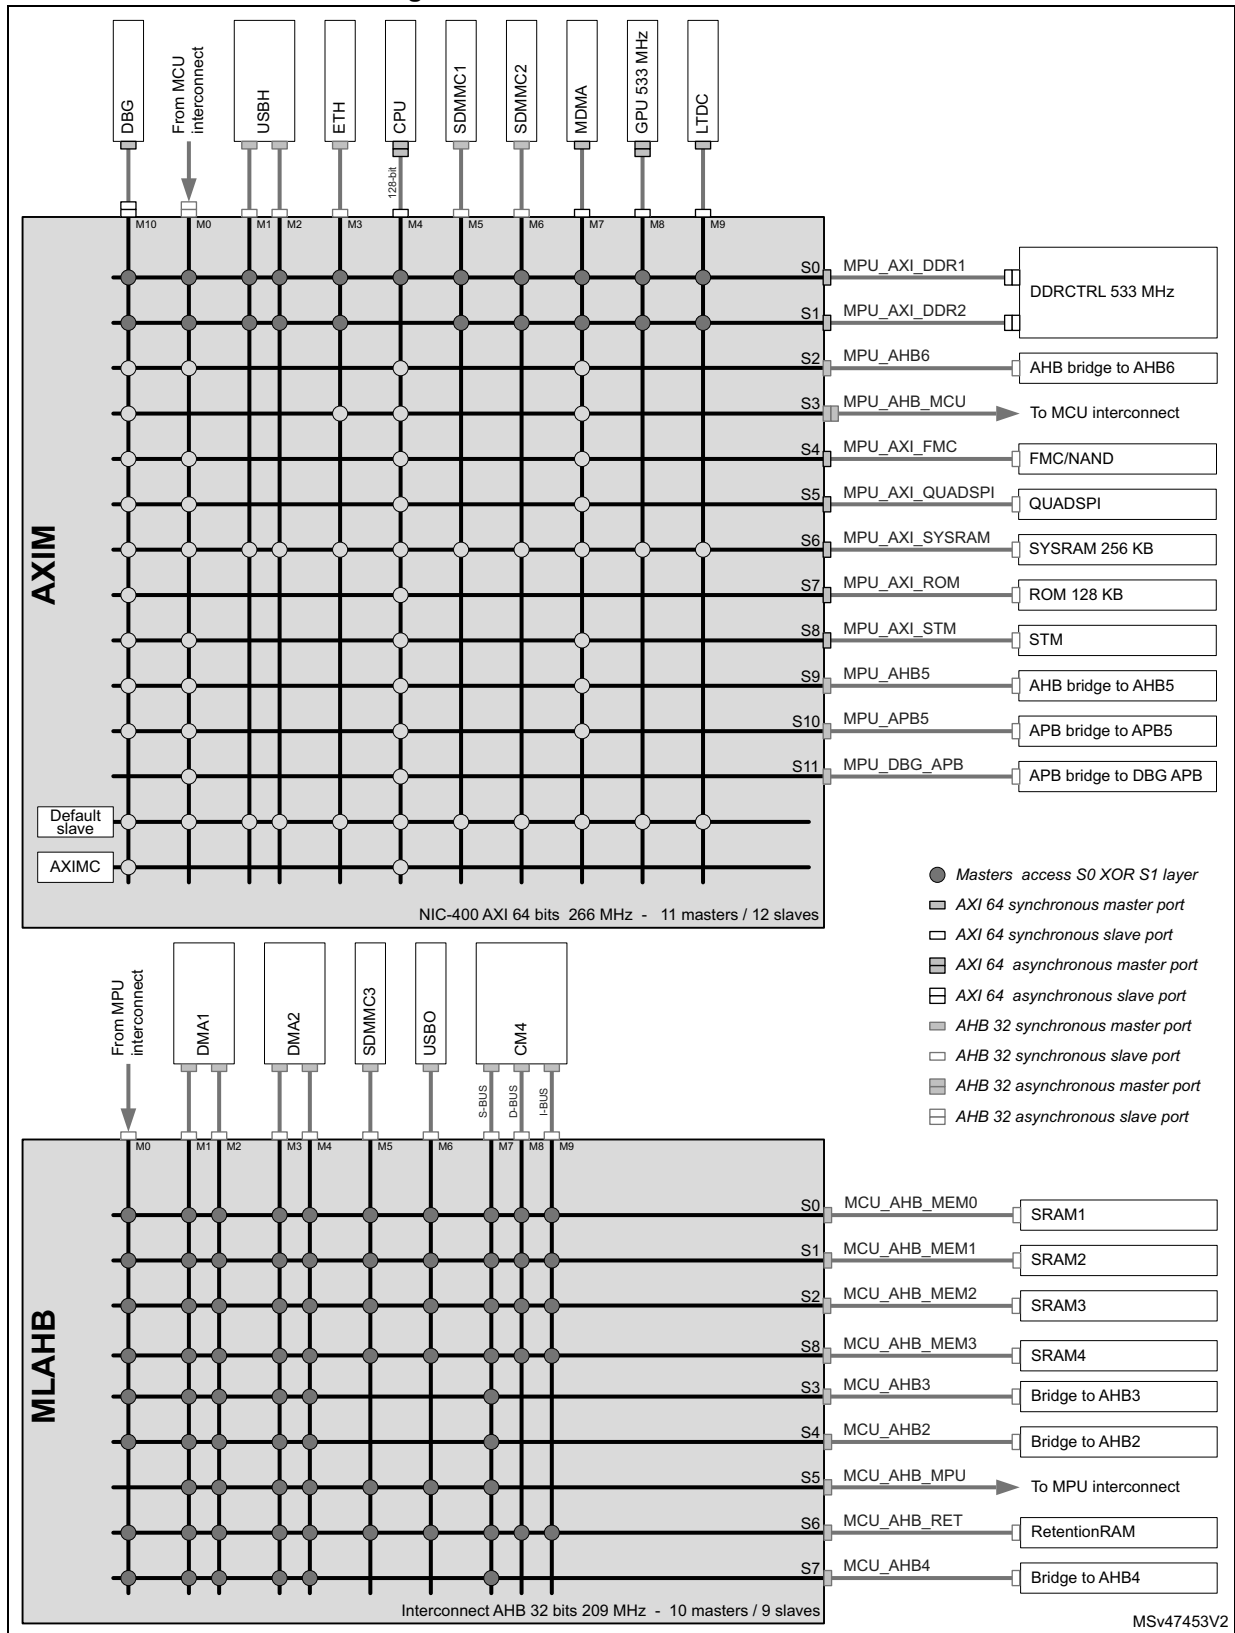 DBG
From MCU
interconnect
USBH
ETH
CPU
SDMMC1
SDMMC2
MDMA
GPU 533 MHz
LTDC
128-bit
M10
M0
M1
M2
M3
M4
M5
M6
M7
M8
M9
AXIM
S0
MPU_AXI_DDR1
DDRCTRL 533 MHz
S1
MPU_AXI_DDR2
S2
MPU_AHB6
AHB bridge to AHB6
S3
MPU_AHB_MCU
To MCU interconnect
S4
MPU_AXI_FMC
FMC/NAND
S5
MPU_AXI_QUADSPI
QUADSPI
S6
MPU_AXI_SYSRAM
SYSRAM 256 KB
S7
MPU_AXI_ROM
ROM 128 KB
S8
MPU_AXI_STM
STM
S9
MPU_AHB5
AHB bridge to AHB5
S10
MPU_APB5
APB bridge to APB5
S11
MPU_DBG_APB
APB bridge to DBG APB
Default
slave
AXIMC
NIC-400 AXI 64 bits 266 MHz - 11 masters / 12 slaves
Masters access S0 XOR S1 layer
AXI 64 synchronous master port
AXI 64 synchronous slave port
AXI 64 asynchronous master port
AXI 64 asynchronous slave port
AHB 32 synchronous master port
AHB 32 synchronous slave port
AHB 32 asynchronous master port
AHB 32 asynchronous slave port
From MPU
interconnect
DMA1
DMA2
SDMMC3
USBO
CM4
S-BUS
D-BUS
I-BUS
M0
M1
M2
M3
M4
M5
M6
M7
M8
M9
MLAHB
S0
MCU_AHB_MEM0
SRAM1
S1
MCU_AHB_MEM1
SRAM2
S2
MCU_AHB_MEM2
SRAM3
S8
MCU_AHB_MEM3
SRAM4
S3
MCU_AHB3
Bridge to AHB3
S4
MCU_AHB2
Bridge to AHB2
S5
MCU_AHB_MPU
To MPU interconnect
S6
MCU_AHB_RET
RetentionRAM
S7
MCU_AHB4
Bridge to AHB4
Interconnect AHB 32 bits 209 MHz - 10 masters / 9 slaves
MSv47453V2